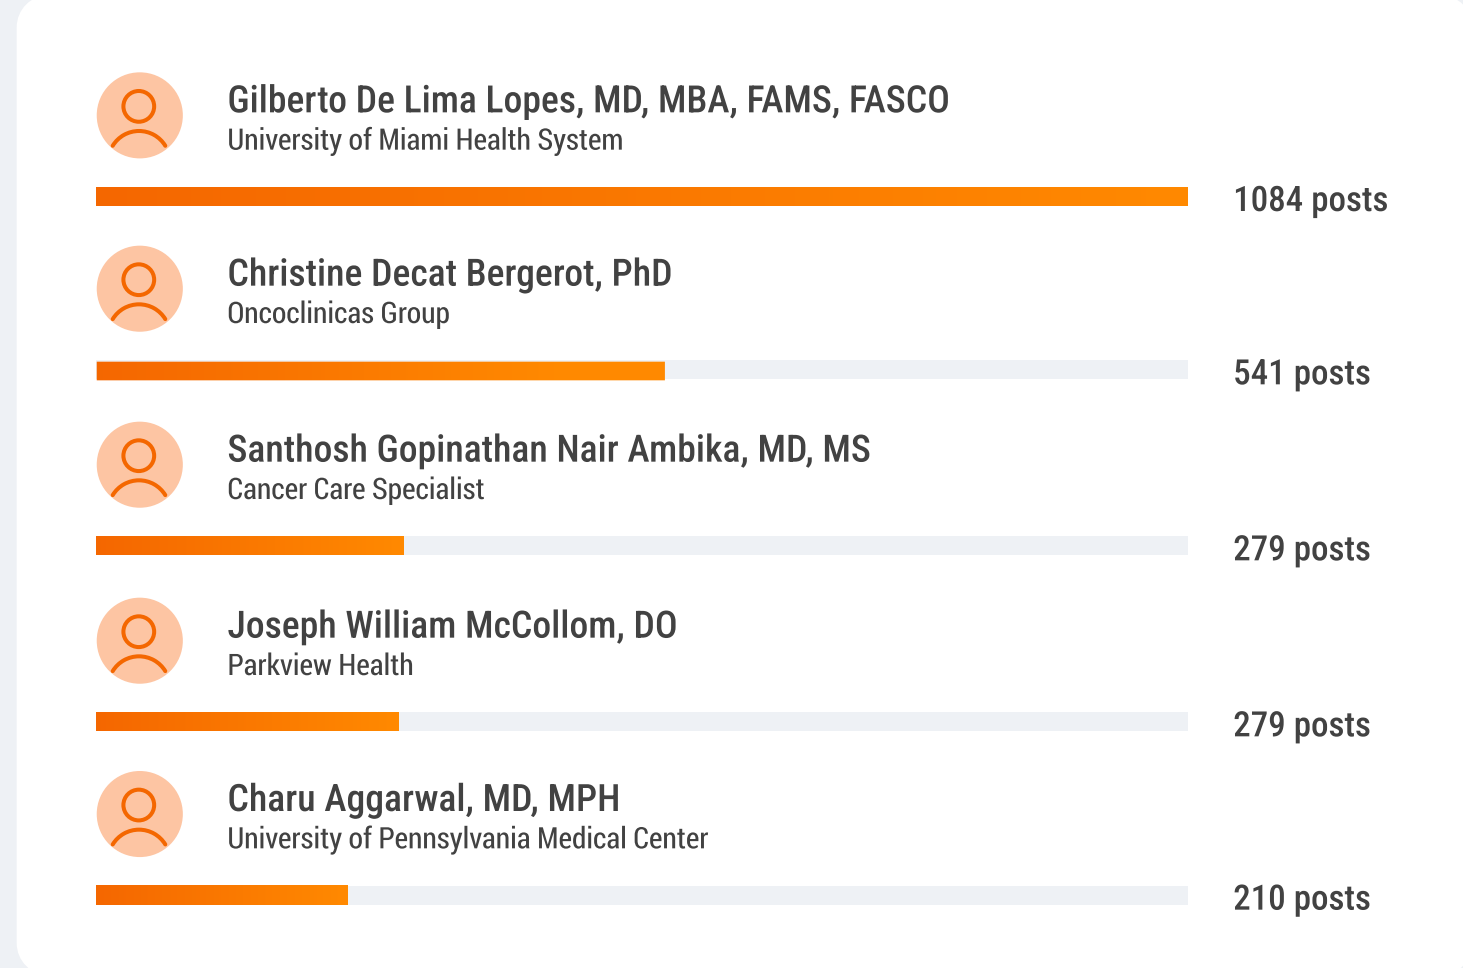 Gilberto De Lima Lopes, MD, MBA, FAMS, FASCO
University of Miami Health System
1084 posts
Christine Decat Bergerot, PhD
Oncoclinicas Group
541 posts
Santhosh Gopinathan Nair Ambika, MD, MS
Cancer Care Specialist
279 posts
Joseph William McCollom, DO
Parkview Health
279 posts
Charu Aggarwal, MD, MPH
University of Pennsylvania Medical Center
210 posts